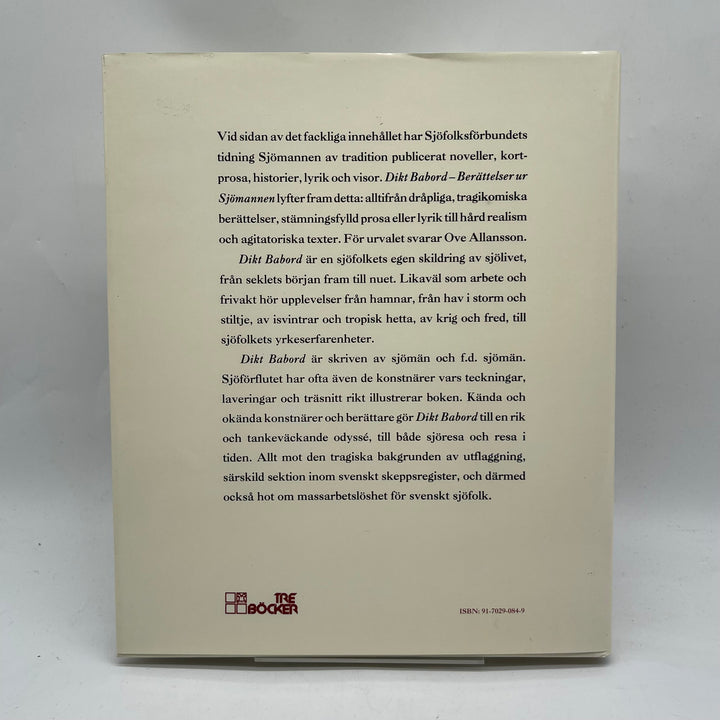 Vid sidan av det fackliga innehållet har Sjöfolksförbundets
tidning Sjömannen av tradition publicerat noveller, kort-
prosa, historier, lyrik och visor. Dikt Babord – Berättelser ur
Sjömannen lyfter fram detta: alltifrån dråpliga, tragikomiska
berättelser, stämningsfylld prosa eller lyrik till hård realism
och agitatoriska texter. För urvalet svarar Ove Allansson.
Dikt Babord är en sjöfolkets egen skildring av sjölivet,
från seklets början fram till nuet. Likaväl som arbete och
frivakt hör upplevelser från hamnar, från hav i storm och
stiltje, av isvintrar och tropisk hetta, av krig och fred, till
sjöfolkets yrkeserfarenheter.
Dikt Babord är skriven av sjömän och f.d. sjömän.
Sjöförflutet har ofta även de konstnärer vars teckningar,
laveringar och träsnitt rikt illustrerar boken. Kända och
okända konstnärer och berättare gör Dikt Babord till en rik
och tankeväckande odyssé, till både sjöresa och resa i
tiden. Allt mot den tragiska bakgrunden av utflaggning,
särskild sektion inom svenskt skeppsregister, och därmed
också hot om massarbetslöshet för svenskt sjöfolk.
TRE
BÖCKER
ISBN: 91-7029-084-9